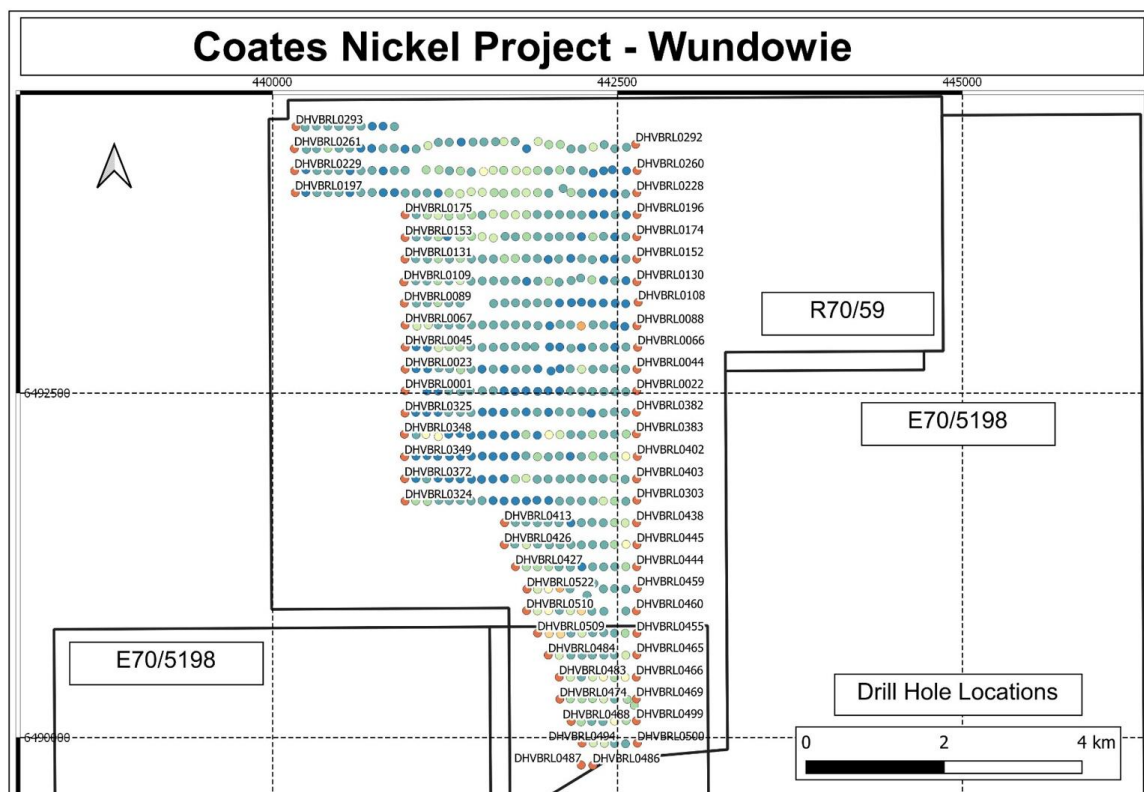 Coates Nickel Project - Wundowie
440000 442500 445000
DHVBRL0293
DHVBRL0261 DHVBRL0292
DHVBRL0229 DHVBRL0260
DHVBRL0197 DHVBRL0228
DHVBRL0175 DHVBRL0196
DHVBRL0153 DHVBRL0174
DHVBRL0131 DHVBRL0152
DHVBRL0109 DHVBRL0130
DHVBRL0089 DHVBRL0108
R70/59
DHVBRL0067 DHVBRL0088
DHVBRL0045 DHVBRL0066
DHVBRL0023 DHVBRL0044
DHVBRL0001 DHVBRL0022
6492500
DHVBRL0325 DHVBRL0382
E70/5198
DHVBRL0348 DHVBRL0383
DHVBRL0349 DHVBRL0402
DHVBRL0372 DHVBRL0403
DHVBRL0324 DHVBRL0303
DHVBRL0413 DHVBRL0438
DHVBRL0426 DHVBRL0445
DHVBRL0427 DHVBRL0444
DHVBRL0522 DHVBRL0459
DHVBRL0510 DHVBRL0460
DHVBRL0509 DHVBRL0455
DHVBRL0484 DHVBRL0465
E70/5198
DHVBRL0483 DHVBRL0466
DHVBRL0474 DHVBRL0469
Drill Hole Locations
DHVBRL0488 DHVBRL0499
DHVBRL0494 DHVBRL0500
6490000
0 2 4 km
DHVBRL0487 DHVBRL0486